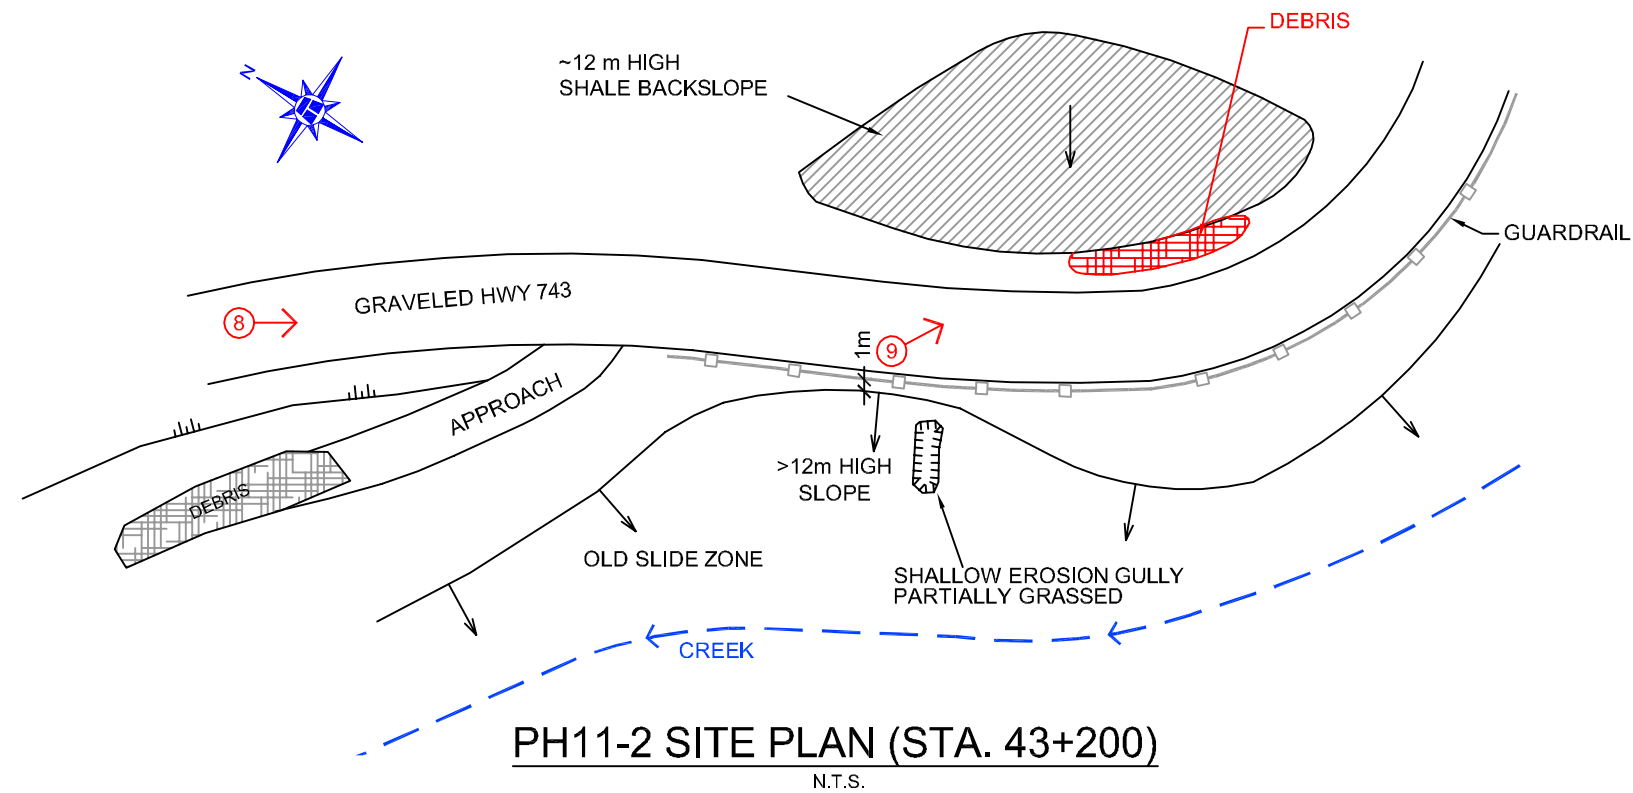 DEBRIS
~12 m HIGH
SHALE BACKSLOPE
N
GUARDRAIL
GRAVELED HWY 743
8
1m
9
APPROACH
>12m HIGH
SLOPE
DEBRIS
OLD SLIDE ZONE
SHALLOW EROSION GULLY
PARTIALLY GRASSED
CREEK
PH11-2 SITE PLAN (STA. 43+200)
N.T.S.